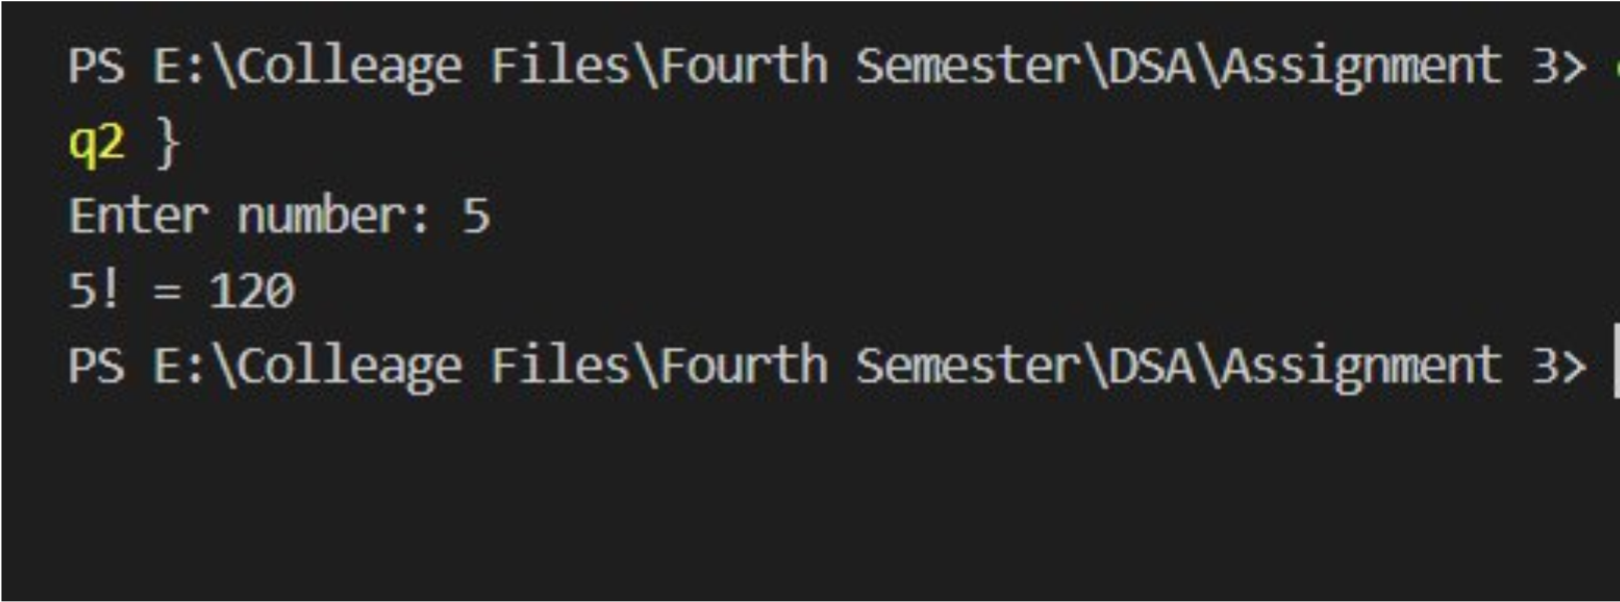 PS E:\Colleage Files\Fourth Semester\DSA\Assignment 3>
q2 }
Enter number: 5
5! = 120
PS E:\Colleage Files\Fourth Semester\DSA\Assignment 3>